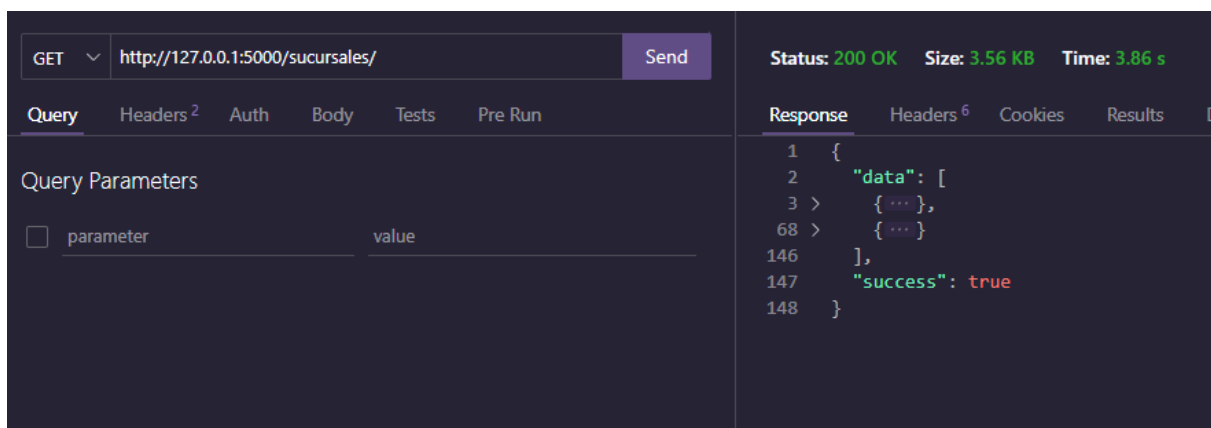 GET http://127.0.0.1:5000/sucursales/ Send
Query Headers 2 Auth Body Tests Pre Run
Query Parameters
parameter value
Status: 200 OK Size: 3.56 KB Time: 3.86 s
Response Headers 6 Cookies Results
1 {
2 "data": [
3 > { ... },
68 > { ... }
146 ],
147 "success": true
148 }